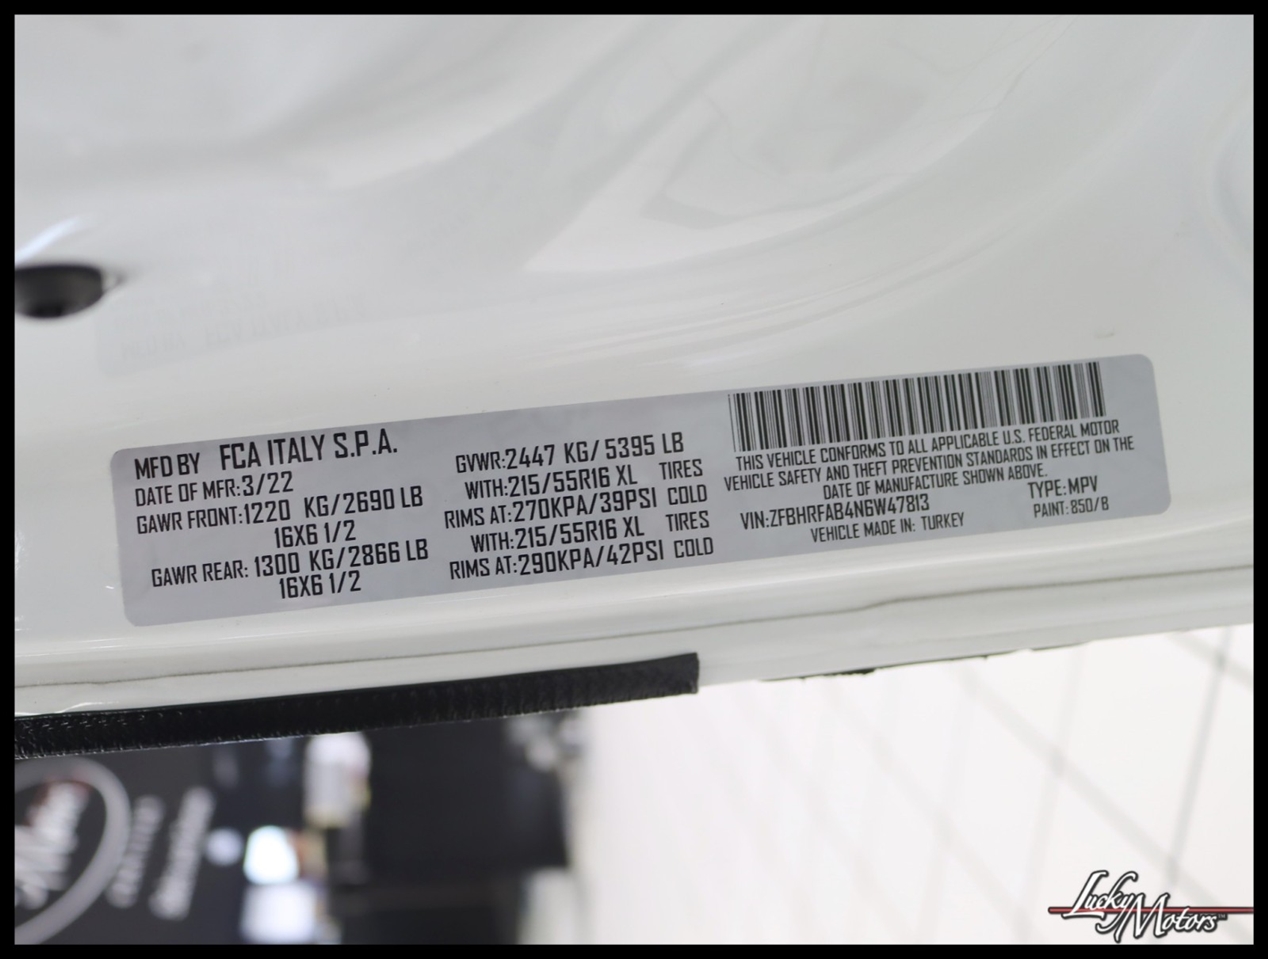 MFD BY FCA ITALY S.P.A.
DATE OF MFR:3/22
GAWR FRONT:1220 KG/2690 LB
16X6 1/2
GAWR REAR: 1300 KG/2866 LB
16X6 1/2
GVWR:2447 KG/ 5395 LB
WITH:215/55R16 XL TIRES
RIMS AT:270KPA/39PSI COLD
WITH:215/55R16 XL TIRES
RIMS AT:290KPA/42PSI COLD
THIS VEHICLE CONFORMS TO ALL APPLICABLE U.S. FEDERAL MOTOR
VEHICLE SAFETY AND THEFT PREVENTION STANDARDS IN EFFECT ON THE
DATE OF MANUFACTURE SHOWN ABOVE.
VIN:ZFBHRFAB4N6W47813 TYPE:MPV
VEHICLE MADE IN: TURKEY PAINT: 850/B
Lucky Motors